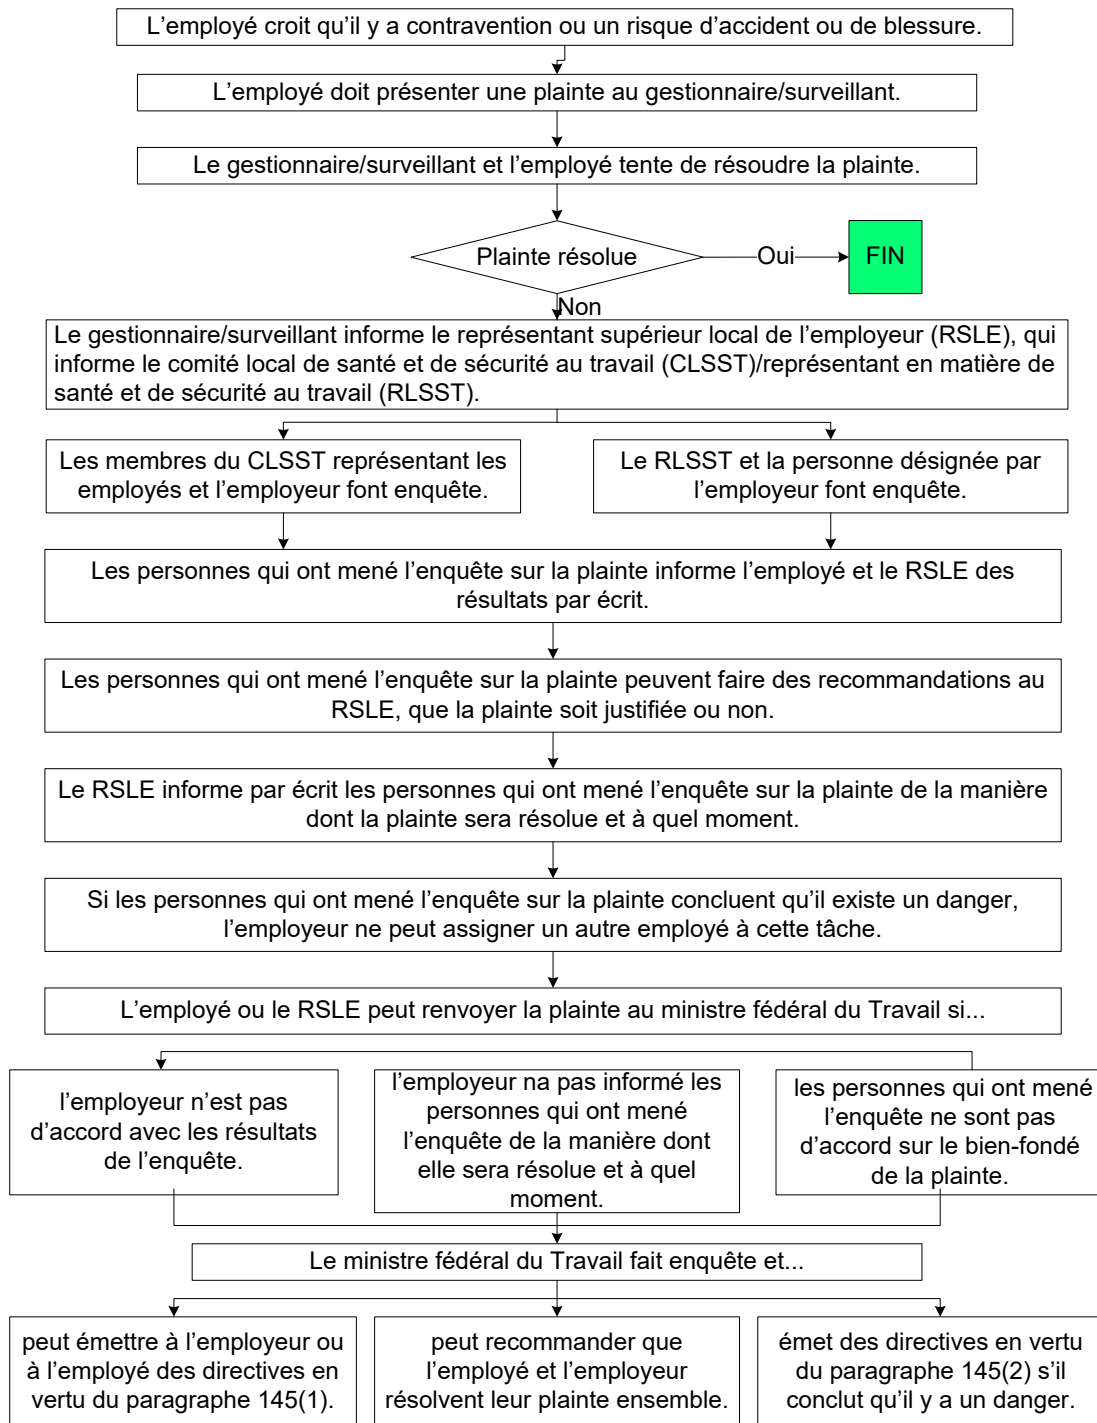 L’employé croit qu’il y a contravention ou un risque d’accident ou de blessure.
L’employé doit présenter une plainte au gestionnaire/surveillant.
Le gestionnaire/surveillant et l’employé tente de résoudre la plainte.
Plainte résolue
Oui
FIN
Non
Le gestionnaire/surveillant informe le représentant supérieur local de l’employeur (RSLE), qui
informe le comité local de santé et de sécurité au travail (CLSST)/représentant en matière de
santé et de sécurité au travail (RLSST).
Les membres du CLSST représentant les
employés et l’employeur font enquête.
Le RLSST et la personne désignée par
l’employeur font enquête.
Les personnes qui ont mené l’enquête sur la plainte informe l’employé et le RSLE des
résultats par écrit.
Les personnes qui ont mené l’enquête sur la plainte peuvent faire des recommandations au
RSLE, que la plainte soit justifiée ou non.
Le RSLE informe par écrit les personnes qui ont mené l’enquête sur la plainte de la manière
dont la plainte sera résolue et à quel moment.
Si les personnes qui ont mené l’enquête sur la plainte concluent qu’il existe un danger,
l’employeur ne peut assigner un autre employé à cette tâche.
L’employé ou le RSLE peut renvoyer la plainte au ministre fédéral du Travail si...
l’employeur n’est pas
d’accord avec les résultats
de l’enquête.
l’employeur na pas informé les
personnes qui ont mené
l’enquête de la manière dont
elle sera résolue et à quel
moment.
les personnes qui ont mené
l’enquête ne sont pas
d’accord sur le bien-fondé
de la plainte.
Le ministre fédéral du Travail fait enquête et...
peut émettre à l’employeur ou
à l’employé des directives en
vertu du paragraphe 145(1).
peut recommander que
l’employé et l’employeur
résolvent leur plainte ensemble.
émet des directives en vertu
du paragraphe 145(2) s’il
conclut qu’il y a un danger.